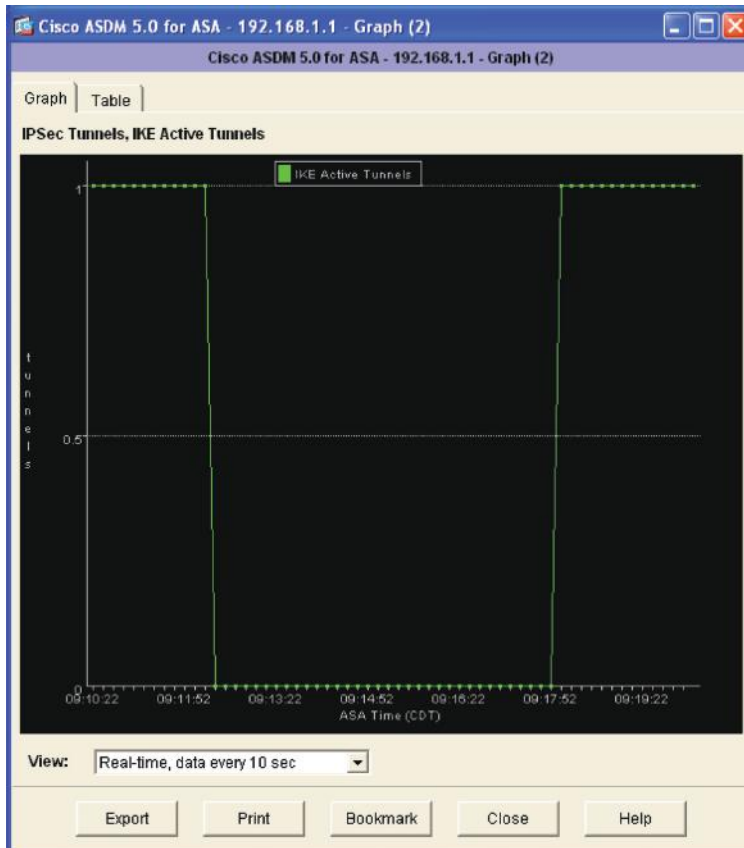 Cisco ASDM 5.0 for ASA - 192.168.1.1 - Graph (2)
Cisco ASDM 5.0 for ASA - 192.168.1.1 - Graph (2)
Graph Table
IPSec Tunnels, IKE Active Tunnels
IKE Active Tunnels
1
tunnels
0.5
0
09:10:22 09:11:52 09:13:22 09:14:52 09:16:22 09:17:52 09:19:22
ASA Time (CDT)
View: Real-time, data every 10 sec
Export Print Bookmark Close Help